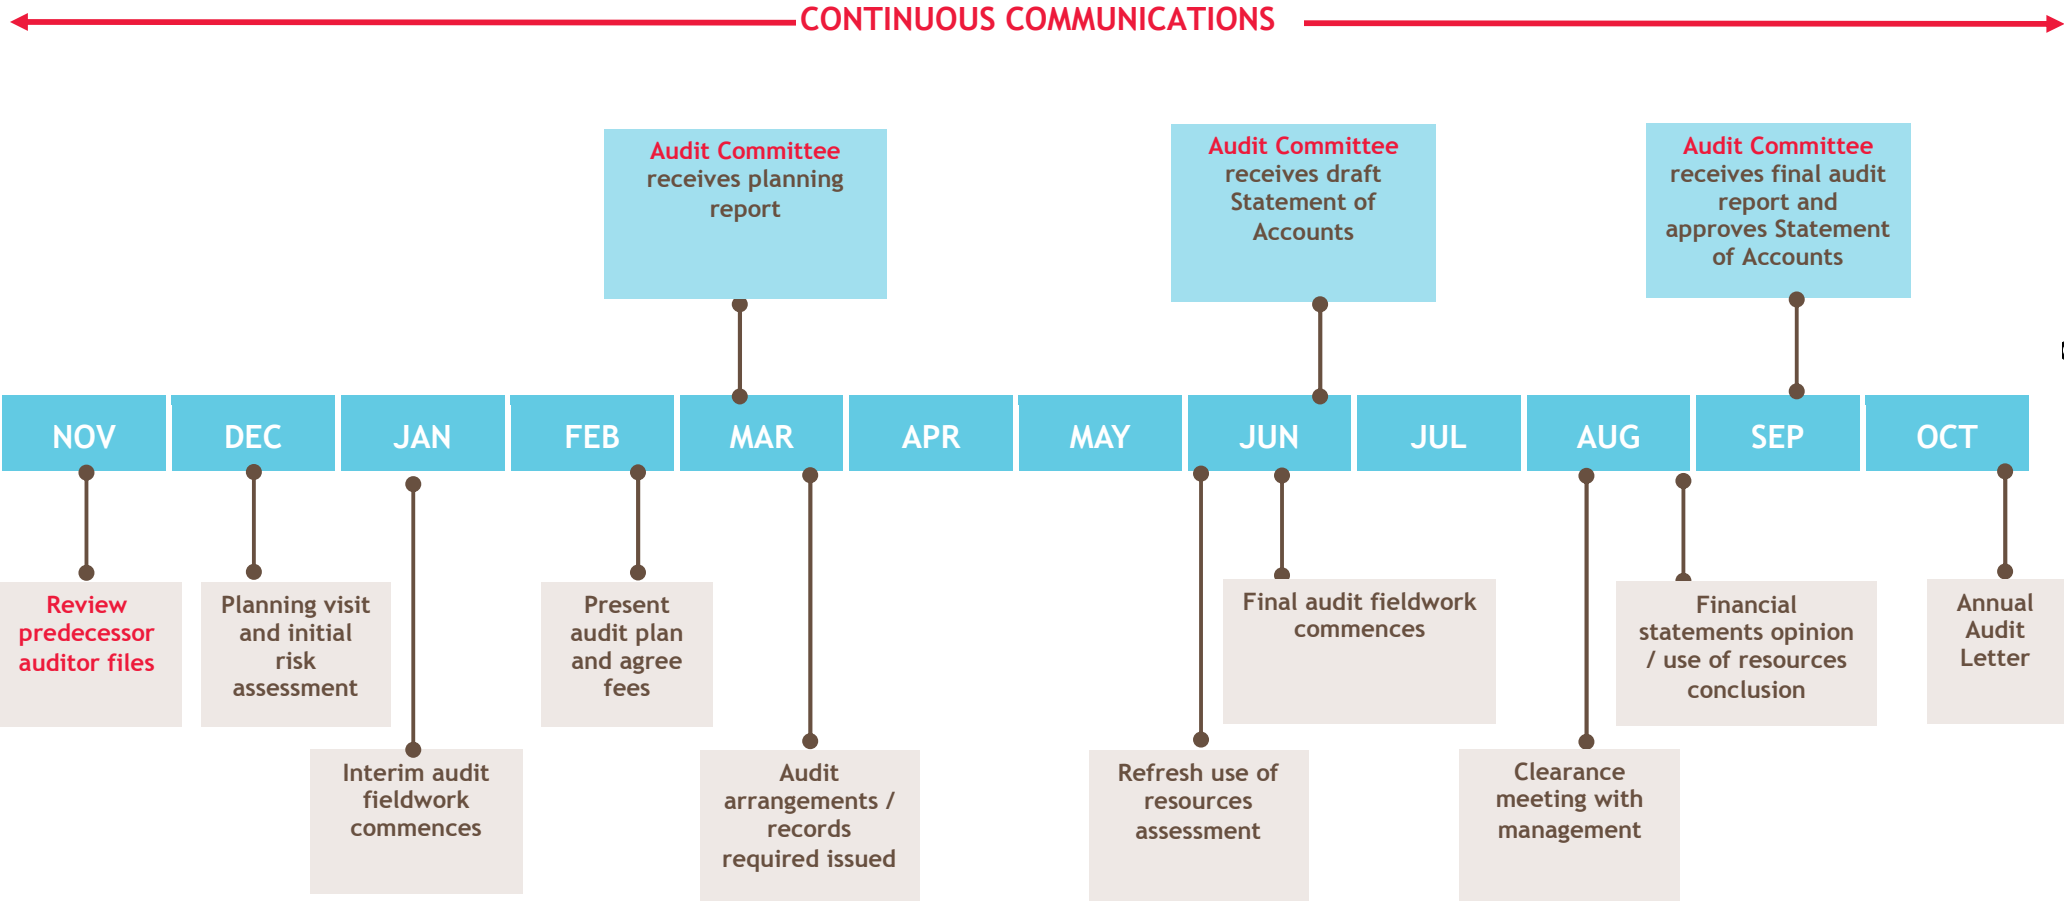 CONTINUOUS COMMUNICATIONS
Audit Committee
receives planning
report
Audit Committee
receives draft
Statement of
Accounts
Audit Committee
receives final audit
report and
approves Statement
of Accounts
NOV
DEC
JAN
FEB
MAR
APR
MAY
JUN
JUL
AUG
SEP
OCT
Review
predecessor
auditor files
Planning visit
and initial
risk
assessment
Interim audit
fieldwork
commences
Present
audit plan
and agree
fees
Audit
arrangements /
records
required issued
Refresh use of
resources
assessment
Final audit fieldwork
commences
Clearance
meeting with
management
Financial
statements opinion
/ use of resources
conclusion
Annual
Audit
Letter